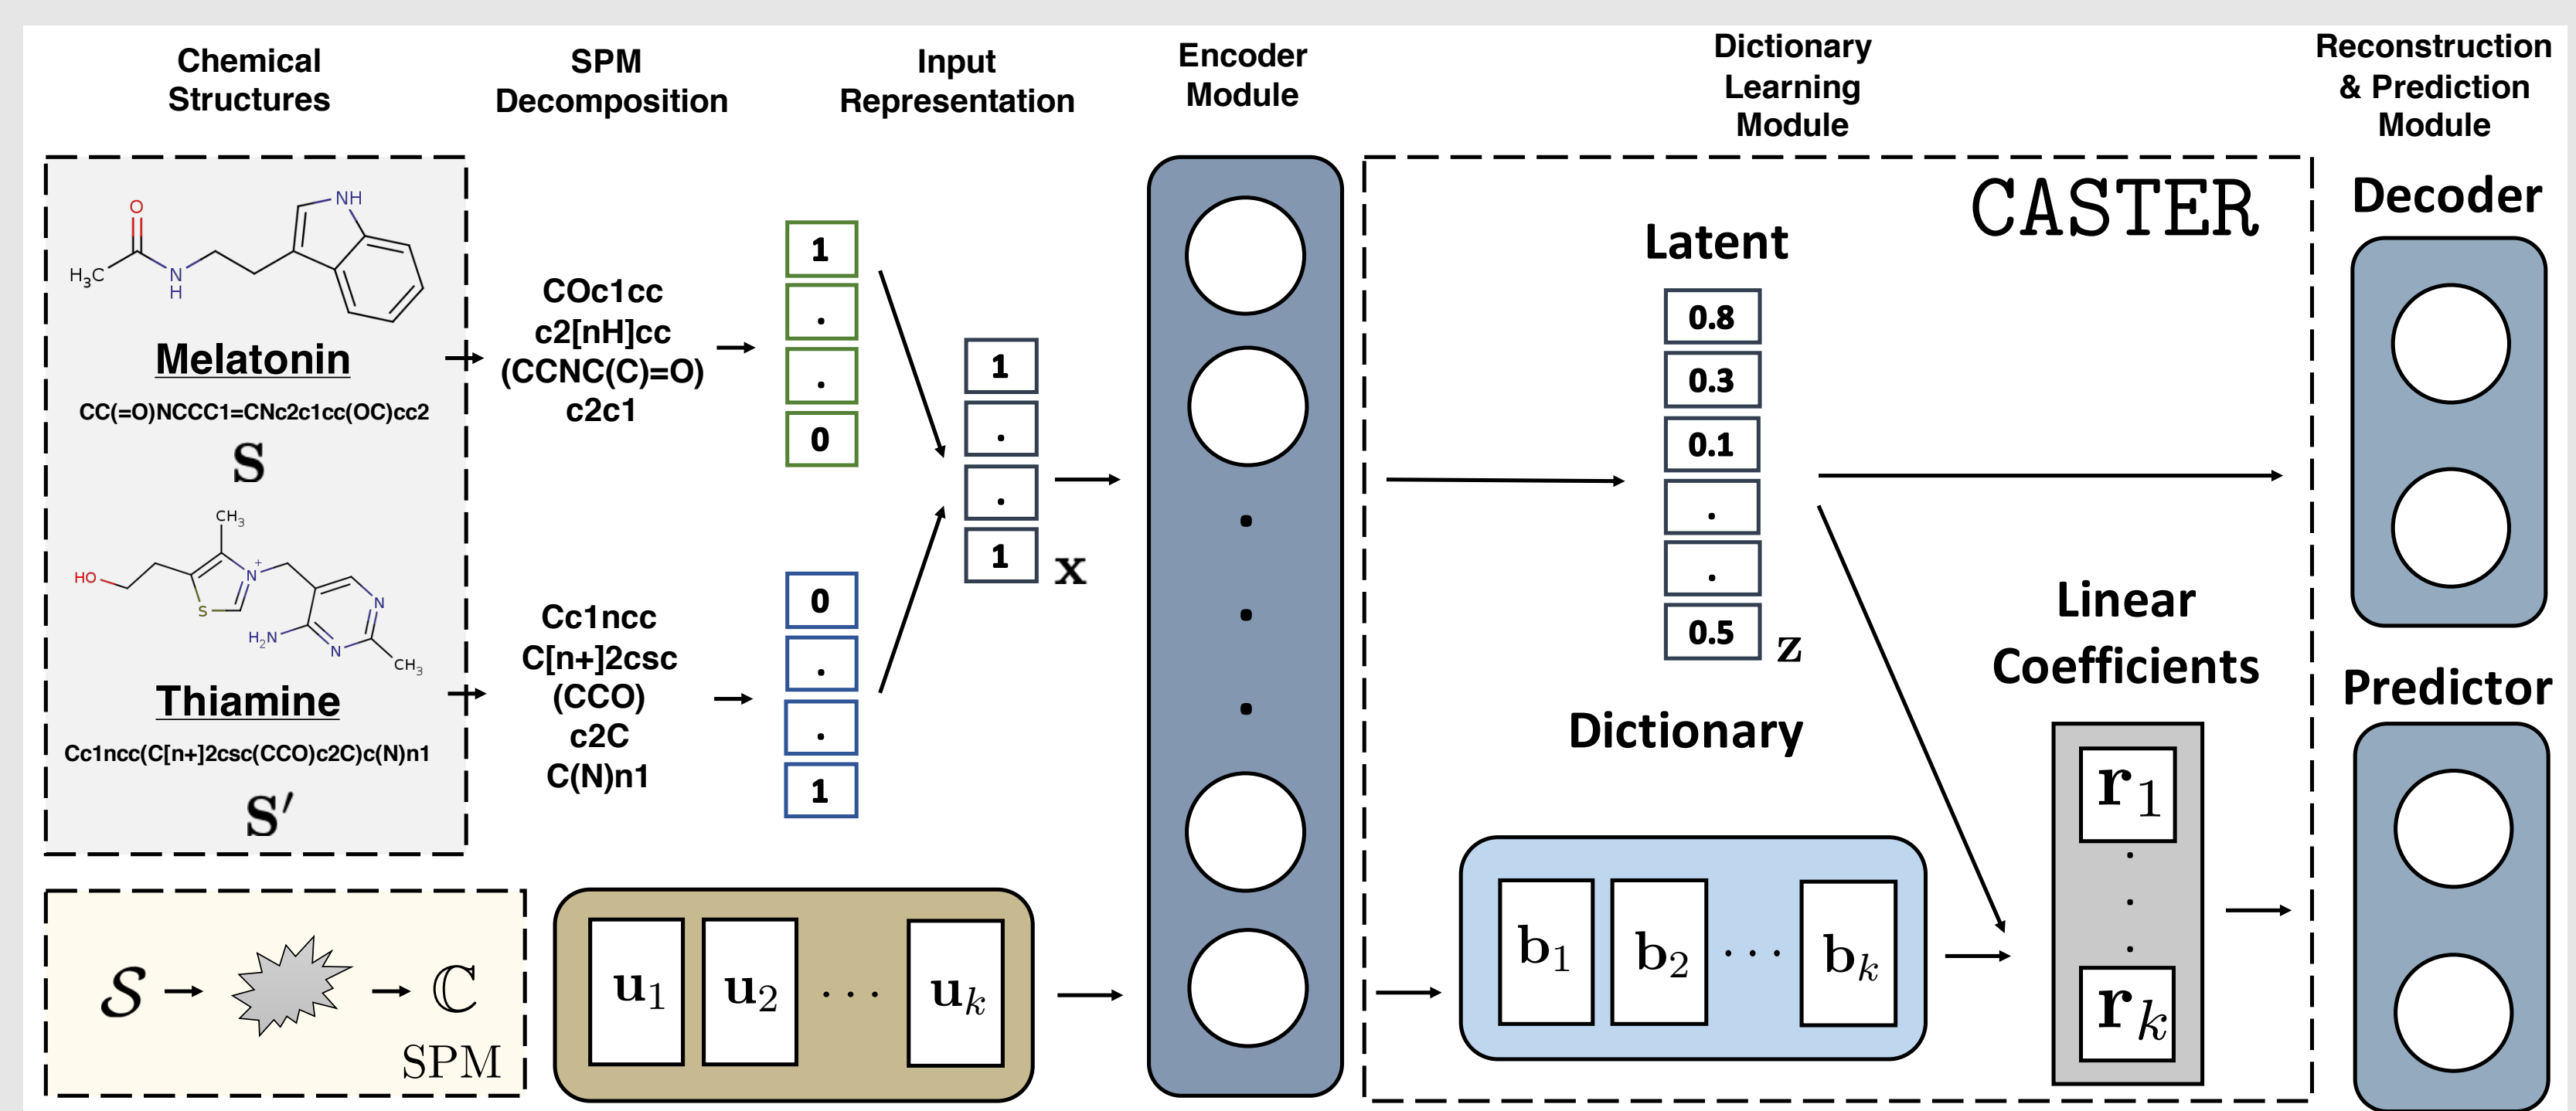 Chemical
Structures
SPM
Decomposition
Input
Representation
Encoder
Module
Dictionary
Learning
Module
Reconstruction
& Prediction
Module
O
NH
H₃C
N
H
Melatonin
CC(=O)NCCC1=CNc2c1cc(OC)cc2
S
CH₃
HO
N⁺
S
N
H₂N
N
CH₃
Thiamine
Cc1ncc(C[n+]2csc(CCO)c2C)c(N)n1
S′
COc1cc
c2[nH]cc
(CCNC(C)=O)
c2c1
Cc1ncc
C[n+]2csc
(CCO)
c2C
C(N)n1
1
.
.
0
0
.
.
1
1
.
.
1
x
CASTER
Latent
0.8
0.3
0.1
.
.
0.5
z
Dictionary
Linear
Coefficients
Decoder
Predictor
𝒮
ℂ
SPM
u₁ u₂ ··· uₖ
b₁ b₂ ··· bₖ
r₁
.
.
.
rₖ